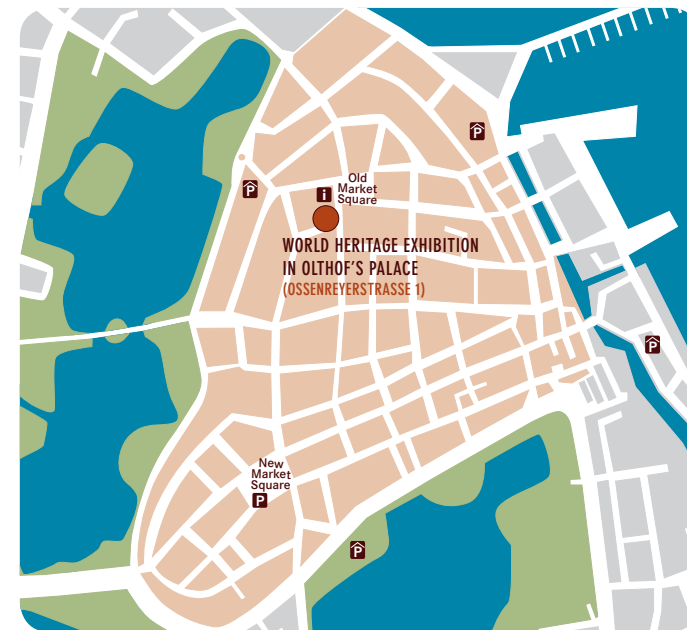 P
P
i
Old
Market
Square
WORLD HERITAGE EXHIBITION
IN OLTHOF'S PALACE
(OSSENREYERSTRASSE 1)
P
New
Market
Square
P
P